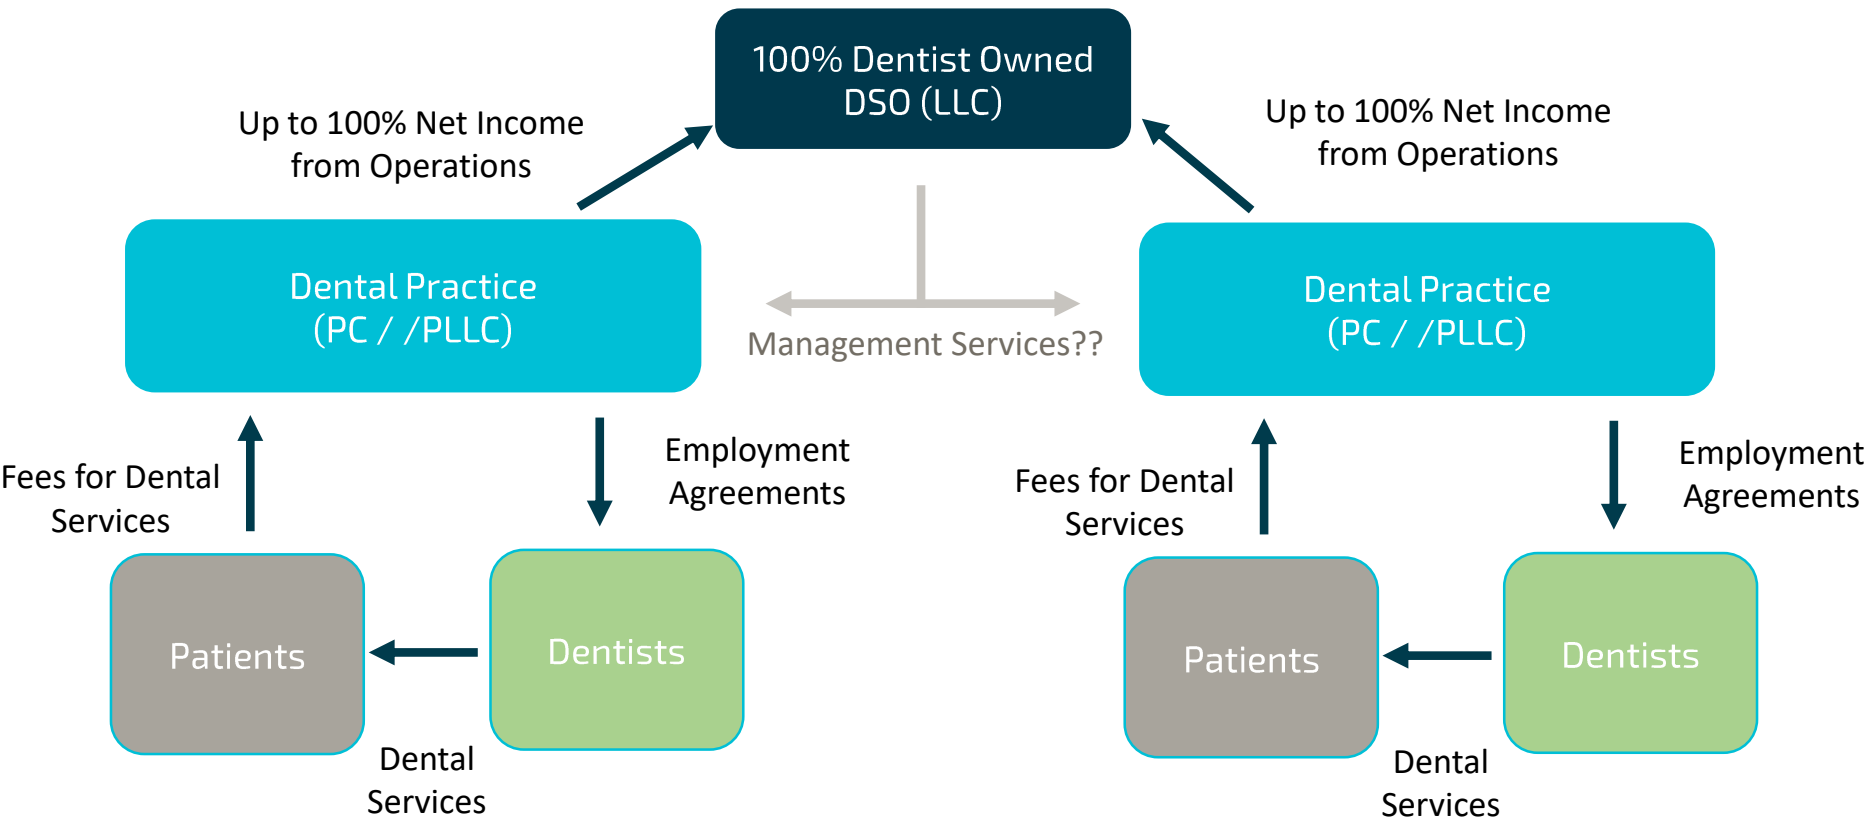 100% Dentist Owned
DSO (LLC)
Up to 100% Net Income
from Operations
Up to 100% Net Income
from Operations
Dental Practice
(PC / /PLLC)
Management Services??
Dental Practice
(PC / /PLLC)
Fees for Dental
Services
Employment
Agreements
Fees for Dental
Services
Employment
Agreements
Patients
Dentists
Patients
Dentists
Dental
Services
Dental
Services